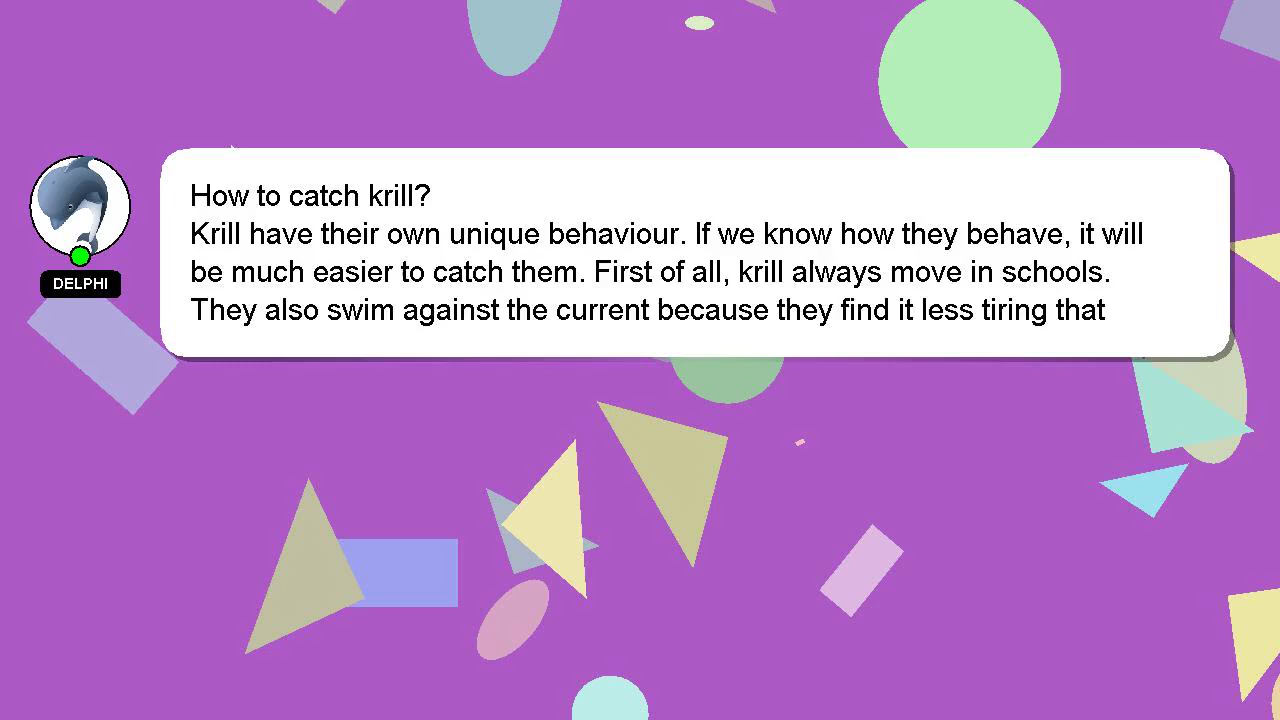 How to catch krill?
Krill have their own unique behaviour. If we know how they behave, it will
be much easier to catch them. First of all, krill always move in schools.
They also swim against the current because they find it less tiring that
DELPHI